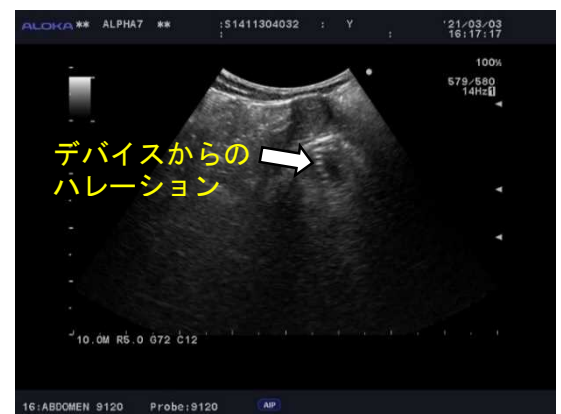 ALOKA ** ALPHA7 ** :S1411304032 : Y '21/03/03
: : 16:17:17
100%
579/580
14Hz
デバイスからの
ハレーション
10.0M R5.0 G72 C12
16:ABDOMEN 9120 Probe:9120 AIP